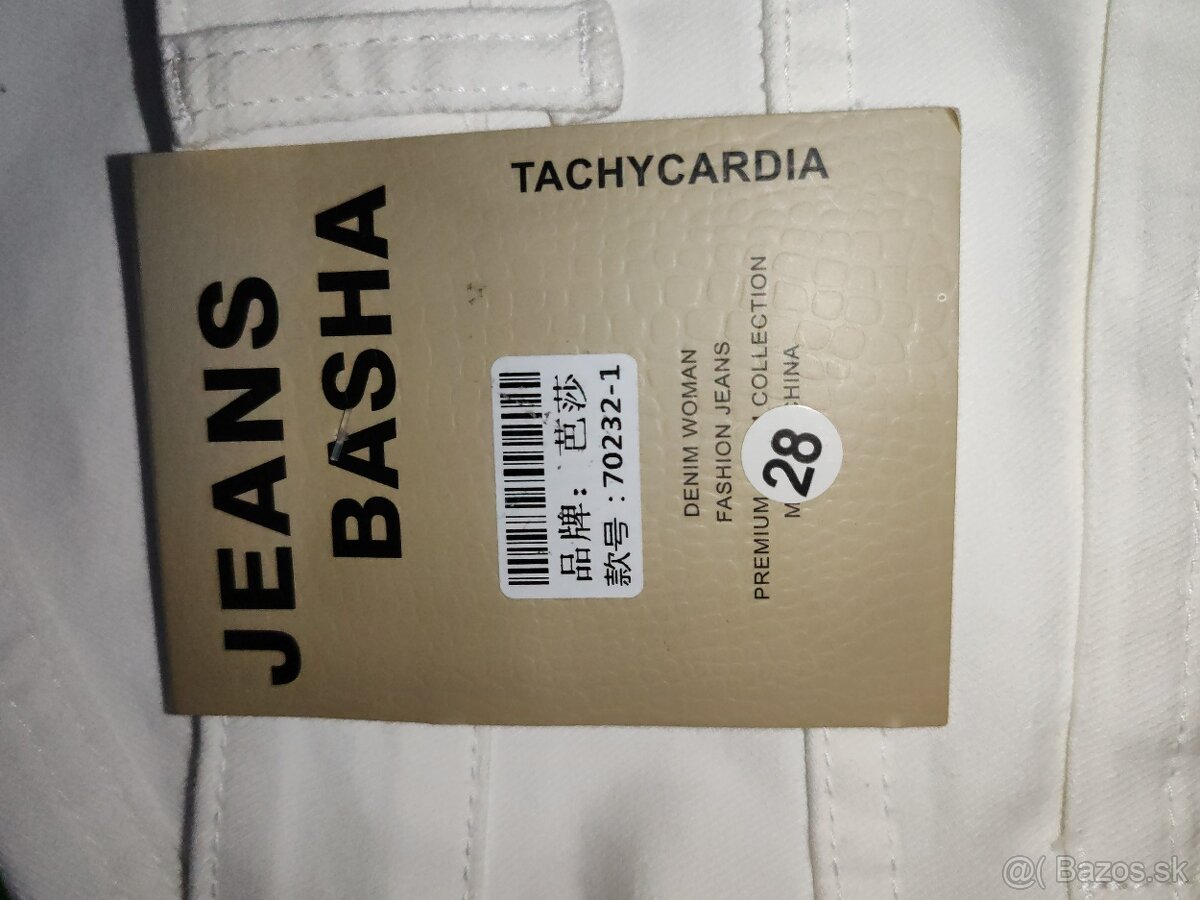 JEANS
BASHA
TACHYCARDIA
品牌：芭莎
款号：70232-1
DENIM WOMAN
FASHION JEANS
PREMIUM COLLECTION
28
@( Bazos.sk